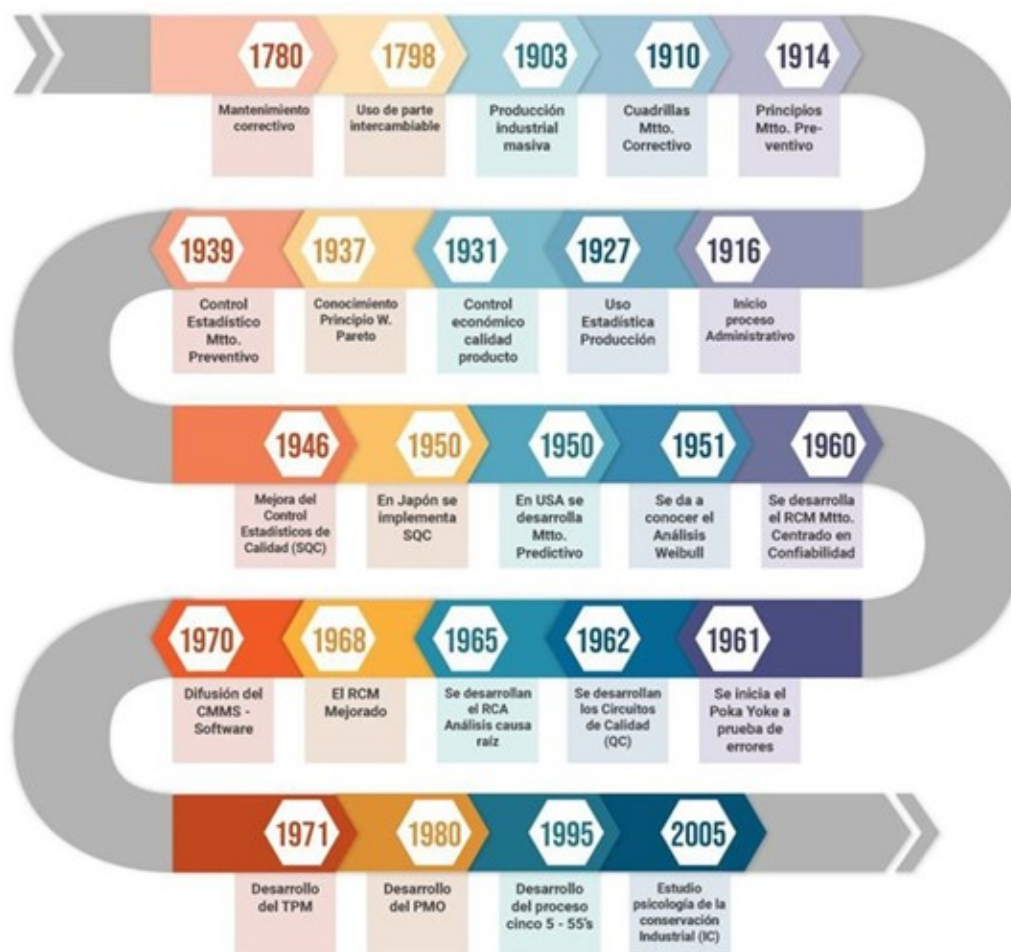 1780
Mantenimiento
correctivo
1798
Uso de parte
intercambiable
1903
Producción
industrial
masiva
1910
Cuadrillas
Mtto.
Correctivo
1914
Principios
Mtto. Pre-
ventivo
1916
Inicio
proceso
Administrativo
1927
Uso
Estadística
Producción
1931
Control
económico
calidad
producto
1937
Conocimiento
Principio W.
Pareto
1939
Control
Estadístico
Mtto.
Preventivo
1946
Mejora del
Control
Estadísticos de
Calidad (SQC)
1950
En Japón se
implementa
SQC
1950
En USA se
desarrolla
Mtto.
Predictivo
1951
Se da a
conocer el
Análisis
Weibull
1960
Se desarrolla
el RCM Mtto.
Centrado en
Confiabilidad
1961
Se inicia el
Poka Yoke a
prueba de
errores
1962
Se desarrollan
los Circuitos
de Calidad
(QC)
1965
Se desarrollan
el RCA
Análisis causa
raíz
1968
El RCM
Mejorado
1970
Difusión del
CMMS -
Software
1971
Desarrollo
del TPM
1980
Desarrollo
del PMO
1995
Desarrollo
del proceso
cinco 5 - 55's
2005
Estudio
psicología de la
conservación
Industrial (IC)